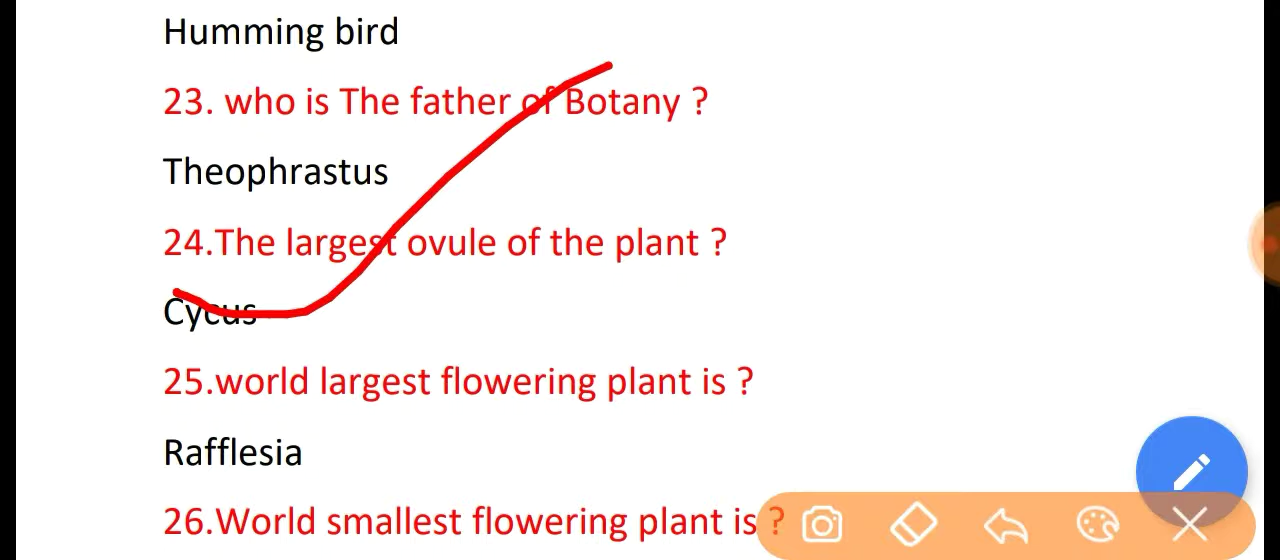 Humming bird
23. who is The father of Botany ?
Theophrastus
24.The largest ovule of the plant ?
Cycus
25.world largest flowering plant is ?
Rafflesia
26.World smallest flowering plant is ?